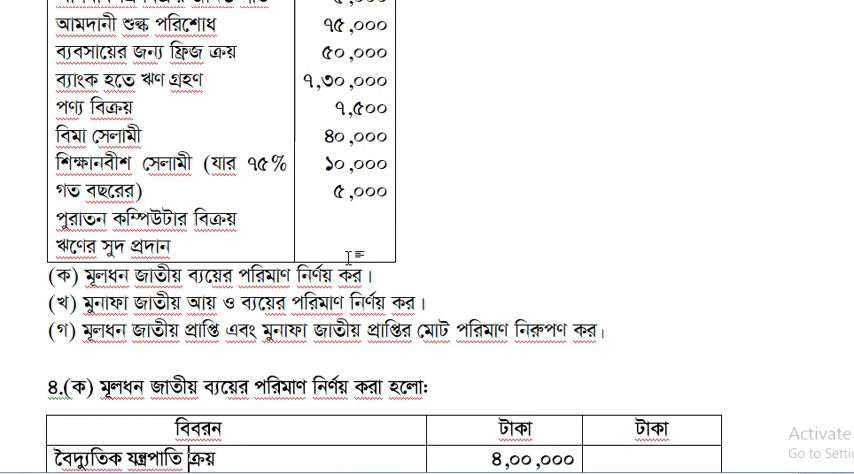 আমদানী শুল্ক পরিশোধ ৭৫,০০০
ব্যবসায়ের জন্য ফ্রিজ ক্রয় ৫০,০০০
ব্যাংক হতে ঋণ গ্রহণ ৭,৩০,০০০
পণ্য বিক্রয় ৭,৫০০
বিমা সেলামী ৪০,০০০
শিক্ষানবীশ সেলামী (যার ৭৫% ১০,০০০
গত বছরের) ৫,০০০
পুরাতন কম্পিউটার বিক্রয়
ঋণের সুদ প্রদান
(ক) মূলধন জাতীয় ব্যয়ের পরিমাণ নির্ণয় কর।
(খ) মুনাফা জাতীয় আয় ও ব্যয়ের পরিমাণ নির্ণয় কর।
(গ) মূলধন জাতীয় প্রাপ্তি এবং মুনাফা জাতীয় প্রাপ্তির মোট পরিমাণ নিরুপণ কর।
৪.(ক) মূলধন জাতীয় ব্যয়ের পরিমাণ নির্ণয় করা হলো:
বিবরন টাকা টাকা
বৈদ্যুতিক যন্ত্রপাতি ক্রয় ৪,০০,০০০
Activate
Go to Setti